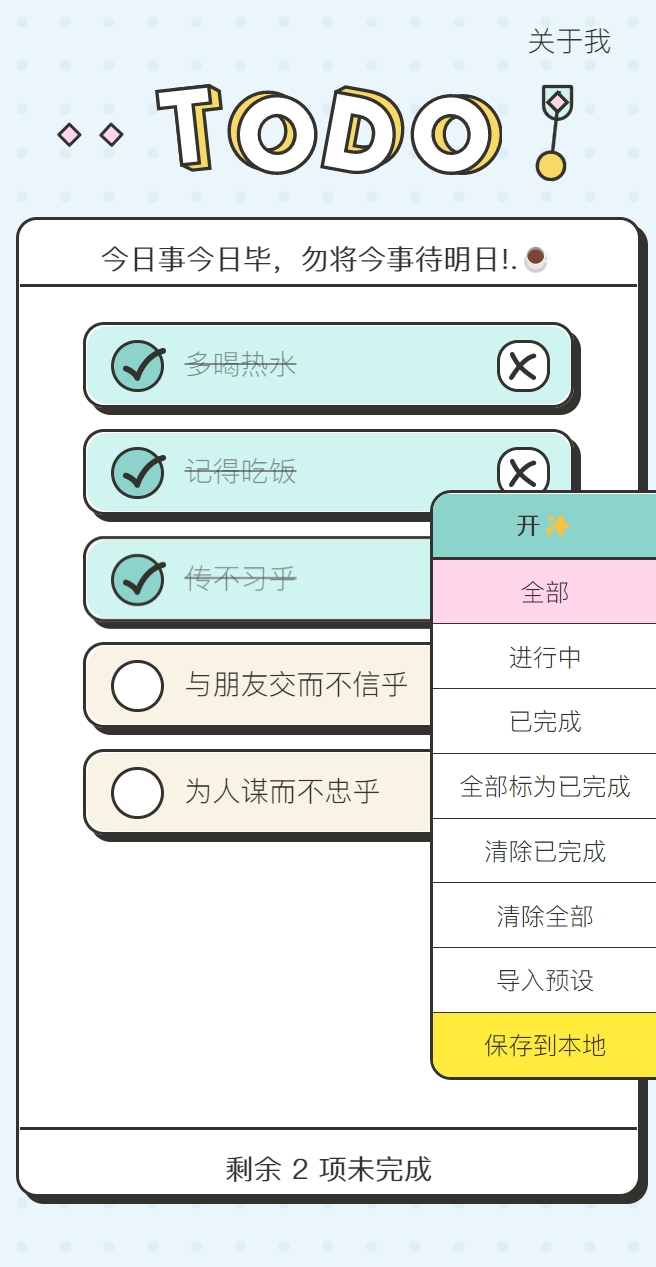 关于我
TODO
今日事今日毕，勿将今事待明日!.☕
多喝热水
记得吃饭
传不习乎
与朋友交而不信乎
为人谋而不忠乎
开✨
全部
进行中
已完成
全部标为已完成
清除已完成
清除全部
导入预设
保存到本地
剩余 2 项未完成